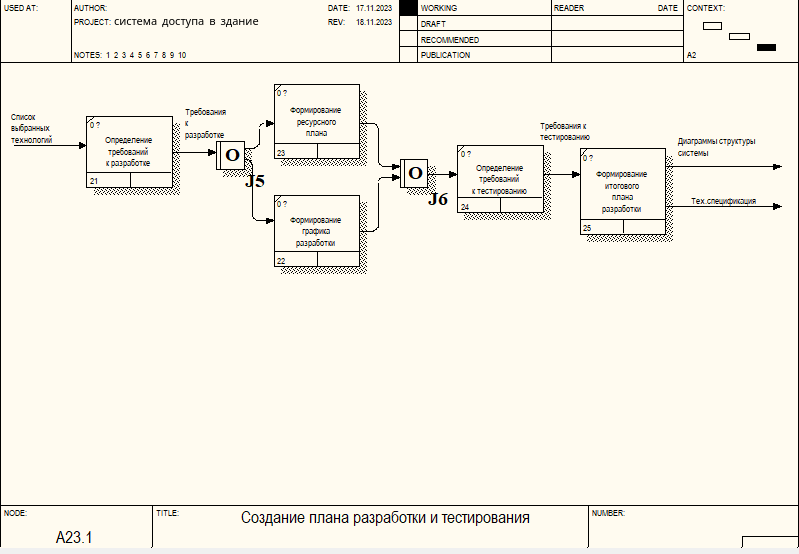 USED AT:
AUTHOR:
PROJECT: система доступа в здание
NOTES: 1 2 3 4 5 6 7 8 9 10
DATE: 17.11.2023
REV: 18.11.2023
WORKING
DRAFT
RECOMMENDED
PUBLICATION
READER DATE
CONTEXT:
A2
Список
выбранных
технологий
0 ?
Определение
требований
к разработке
21
Требования
к
разработке
O
J5
0 ?
Формирование
ресурсного
плана
23
0 ?
Формирование
графика
разработки
22
O
J6
0 ?
Определение
требований
к тестированию
24
Требования к
тестированию
0 ?
Формирование
итогового
плана
разработки
25
Диаграммы структуры
системы
Тех.спецификация
NODE:
A23.1
TITLE:
Создание плана разработки и тестирования
NUMBER: